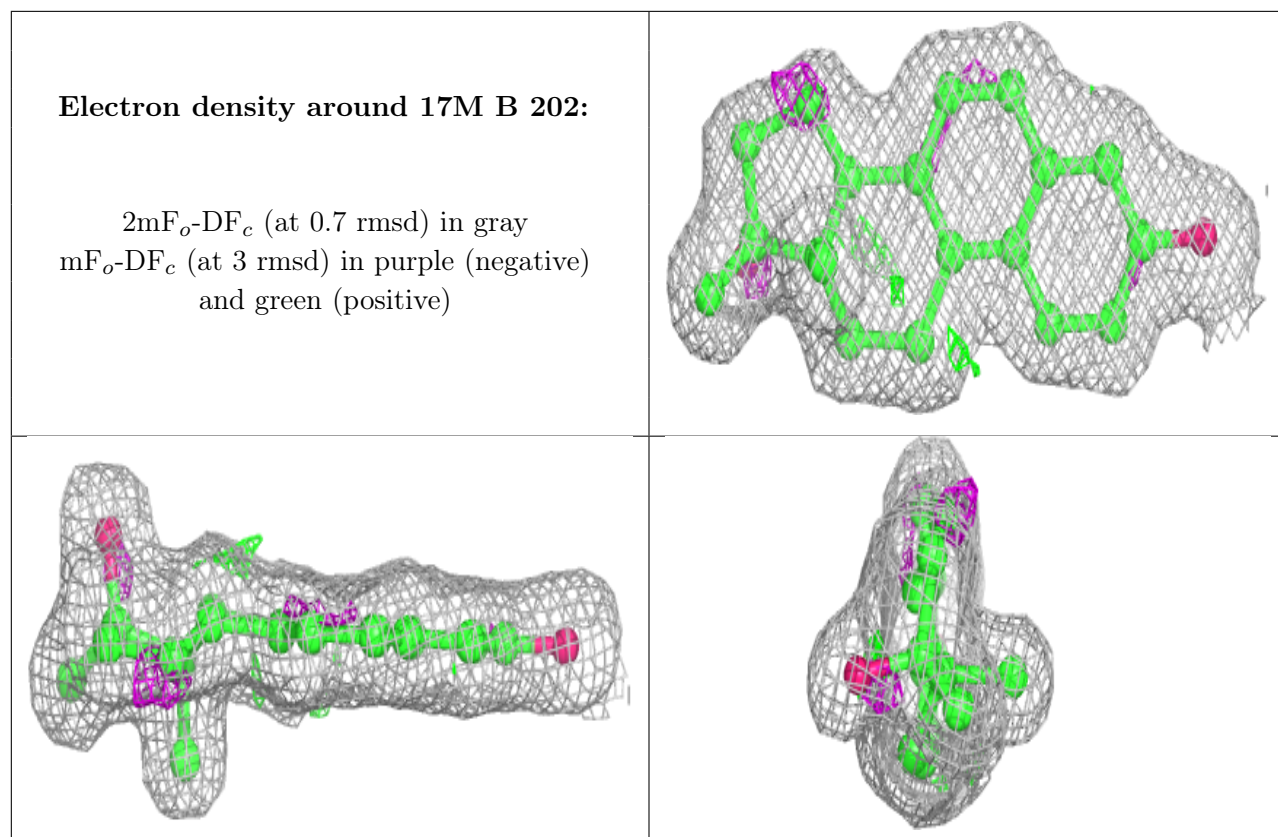 Electron density around 17M B 202:
2mFo-DFc (at 0.7 rmsd) in gray
mFo-DFc (at 3 rmsd) in purple (negative)
and green (positive)